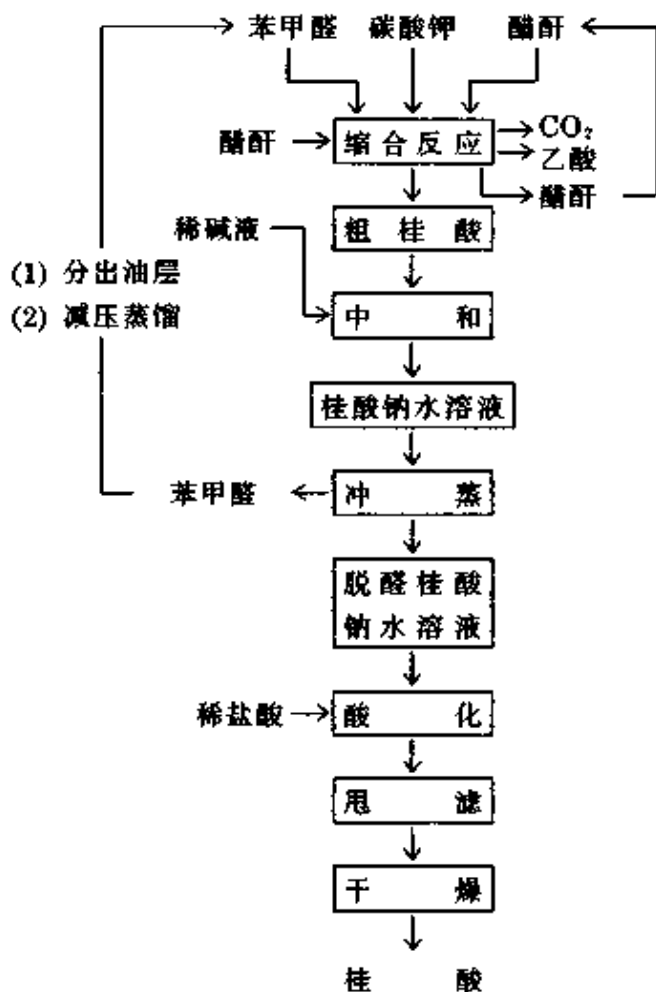 苯甲醛 碳酸钾 醋酐
醋酐
缩合反应
CO₂
乙酸
醋酐
粗桂酸
稀碱液
(1) 分出油层
(2) 减压蒸馏
中和
桂酸钠水溶液
苯甲醛
冲蒸
脱醛桂酸
钠水溶液
稀盐酸
酸化
甩滤
干燥
桂酸